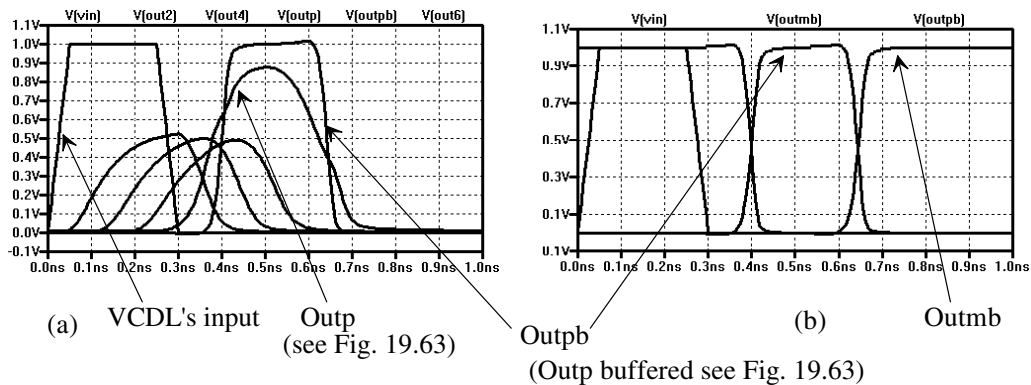 V(vin) V(out2) V(out4) V(outp) V(outpb) V(out6)
1.1V
1.0V
0.9V
0.8V
0.7V
0.6V
0.5V
0.4V
0.3V
0.2V
0.1V
0.0V
-0.1V
0.0ns 0.1ns 0.2ns 0.3ns 0.4ns 0.5ns 0.6ns 0.7ns 0.8ns 0.9ns 1.0ns
V(vin) V(outmb) V(outpb)
1.1V
0.9V
0.7V
0.5V
0.3V
0.1V
0.1V
0.0ns 0.1ns 0.2ns 0.3ns 0.4ns 0.5ns 0.6ns 0.7ns 0.8ns 0.9ns 1.0ns
(a)
VCDL's input
Outp
(see Fig. 19.63)
Outpb
(Outp buffered see Fig. 19.63)
(b)
Outmb